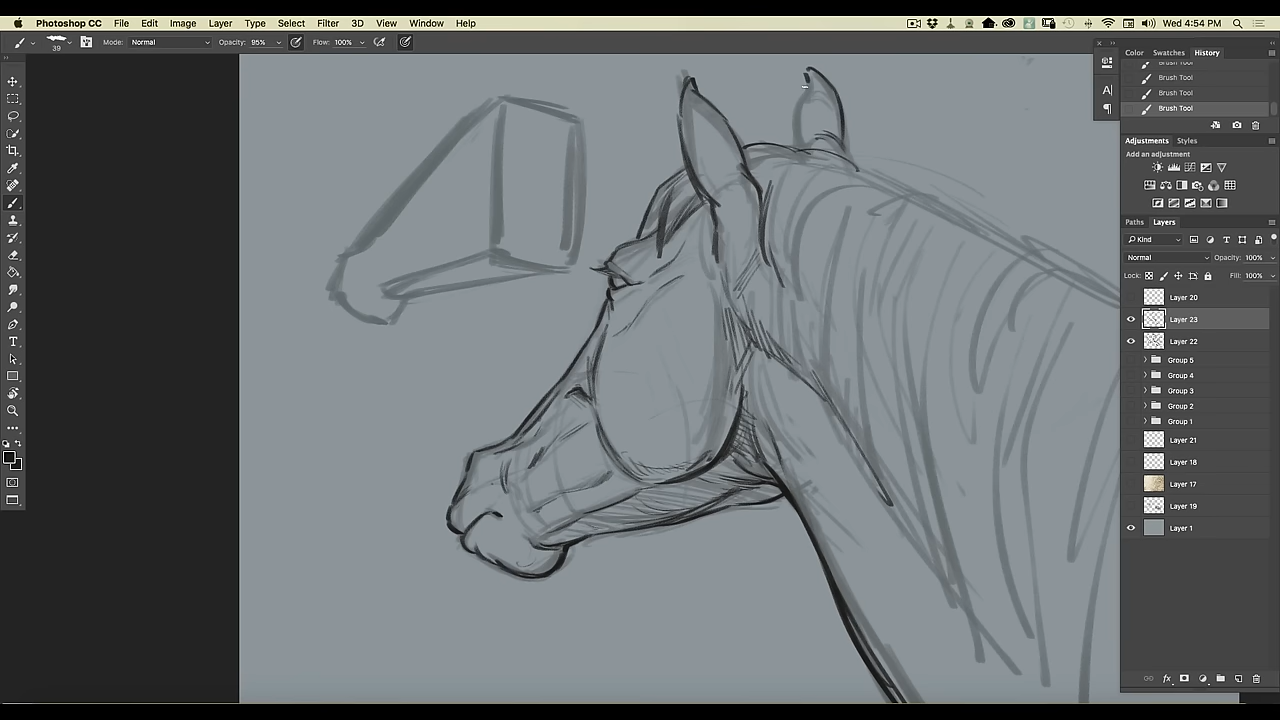 Photoshop CC File Edit Image Layer Type Select Filter 3D View Window Help Wed 4:54 PM
39 Mode: Normal Opacity: 95% Flow: 100%
Color Swatches History
Brush Tool
Brush Tool
Brush Tool
Brush Tool
Adjustments Styles
Add an adjustment
Paths Layers
Kind
Normal Opacity: 100%
Lock: Fill: 100%
Layer 20
Layer 23
Layer 22
Group 5
Group 4
Group 3
Group 2
Group 1
Layer 21
Layer 18
Layer 17
Layer 19
Layer 1